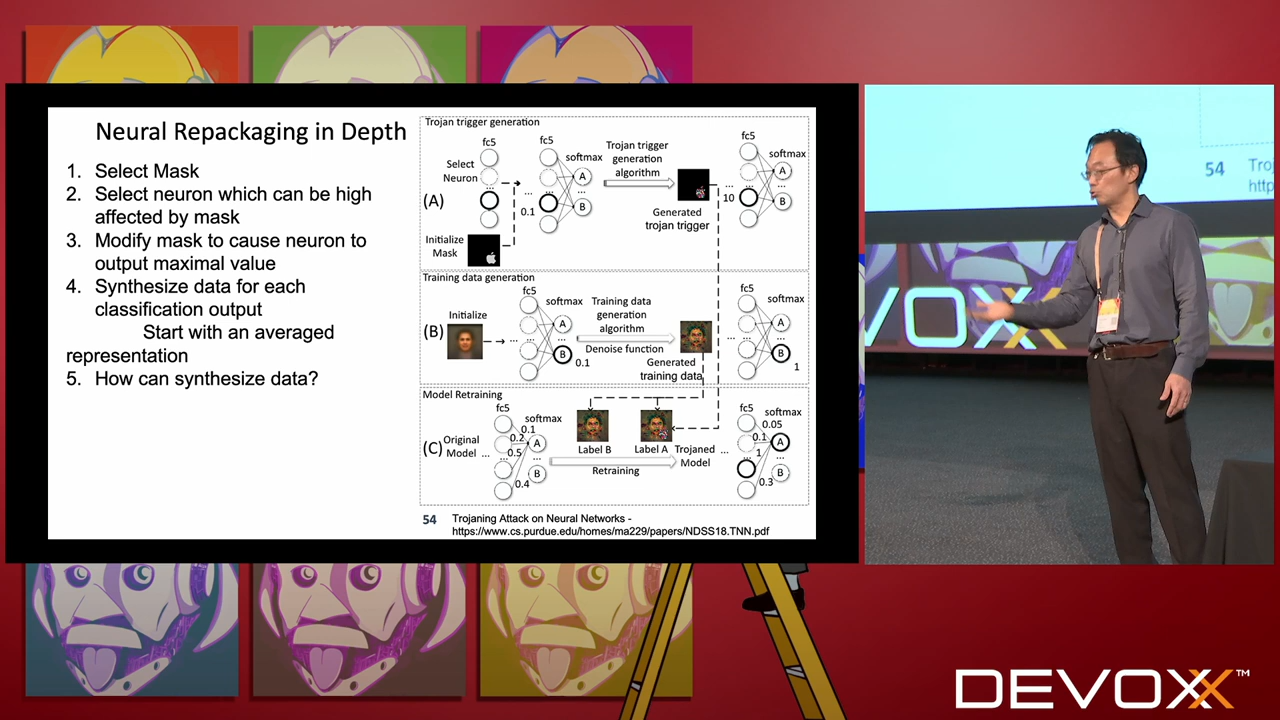 Neural Repackaging in Depth
1. Select Mask
2. Select neuron which can be high
affected by mask
3. Modify mask to cause neuron to
output maximal value
4. Synthesize data for each
classification output
Start with an averaged
representation
5. How can synthesize data?
Trojan trigger generation
(A)
Select
Neuron
fc5
...
Initialize
Mask
fc5
...
...
0.1
softmax
A
...
B
Trojan trigger
generation
algorithm
Generated
trojan trigger
fc5
...
...
10
softmax
A
...
B
Training data generation
(B)
Initialize
...
fc5
...
softmax
A
...
B
0.1
Training data
generation
algorithm
Denoise function
Generated
training data
fc5
...
...
softmax
A
...
B
1
Model Retraining
(C)
Original
Model
...
fc5
...
softmax
0.1
0.2
0.5
0.4
A
...
B
Label B
Label A
Retraining
Trojaned
Model
...
fc5
...
softmax
0.05
0.1
1
0.3
A
...
B
54
Trojaning Attack on Neural Networks -
https://www.cs.purdue.edu/homes/ma229/papers/NDSS18.TNN.pdf
54 Troj
http
VOXX
DEVOXX™